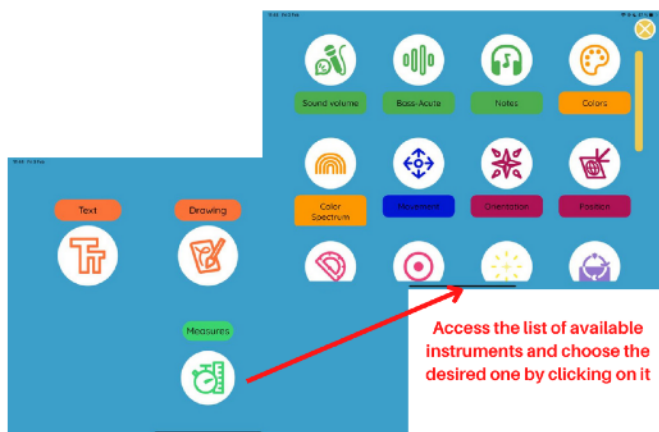 Sound volume
Bass-Acute
Notes
Colors
Color
Spectrum
Movement
Orientation
Position
Text
Drawing
Measures
Access the list of available
instruments and choose the
desired one by clicking on it